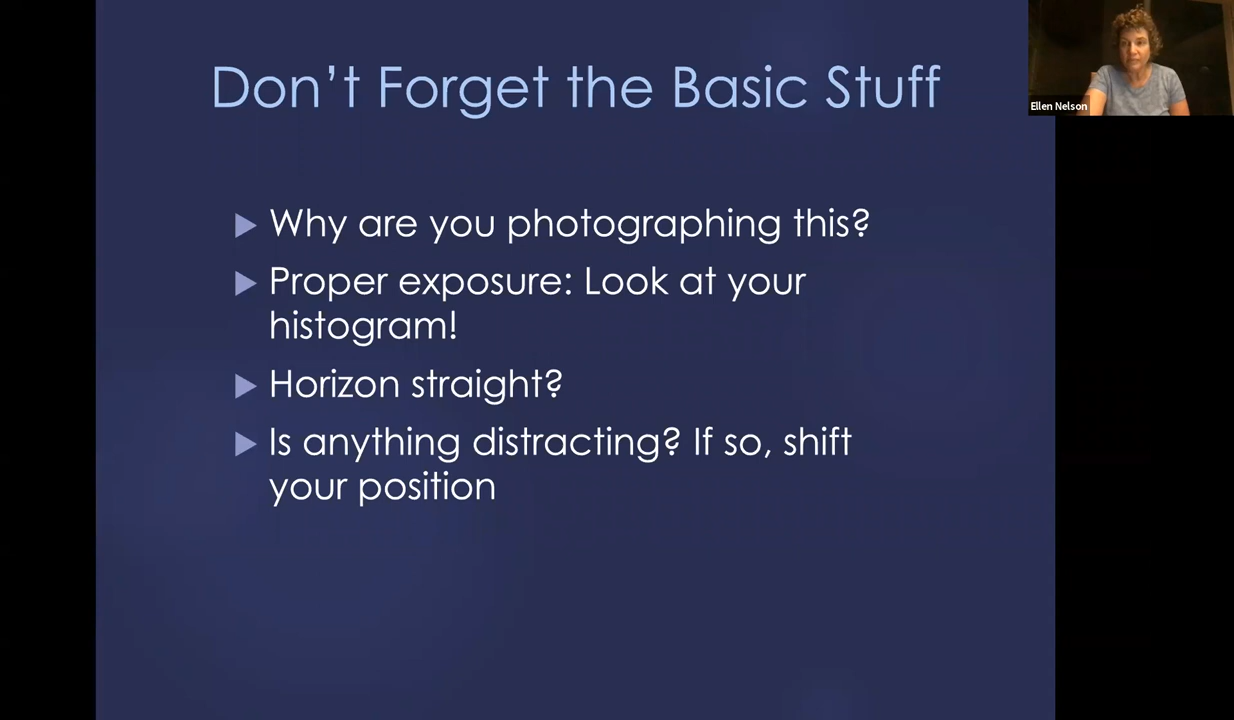 Don’t Forget the Basic Stuff
Ellen Nelson
Why are you photographing this?
Proper exposure: Look at your
histogram!
Horizon straight?
Is anything distracting? If so, shift
your position